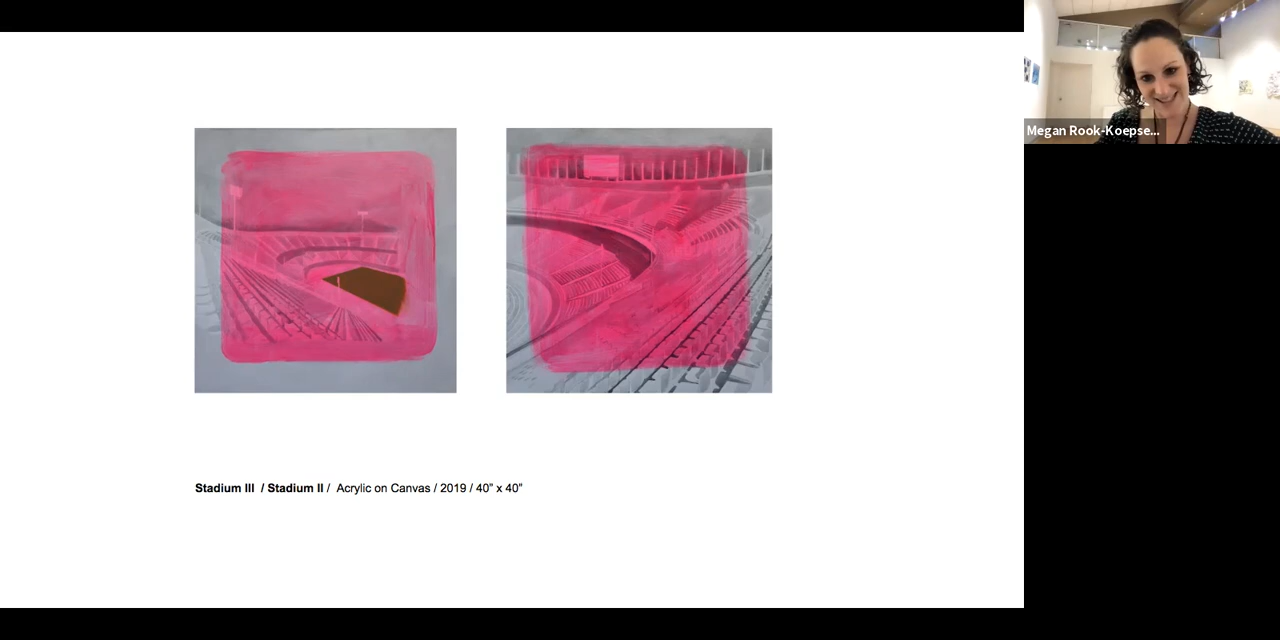 Megan Rook-Koepse...
Stadium III / Stadium II / Acrylic on Canvas / 2019 / 40” x 40”